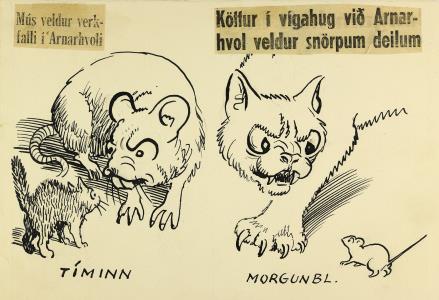 Mús veldur verk-
falli í Arnarhvoli
Köttur í vígahug við Arnar-
hvol veldur snörpum deilum
TÍMINN
MORGUNBL.